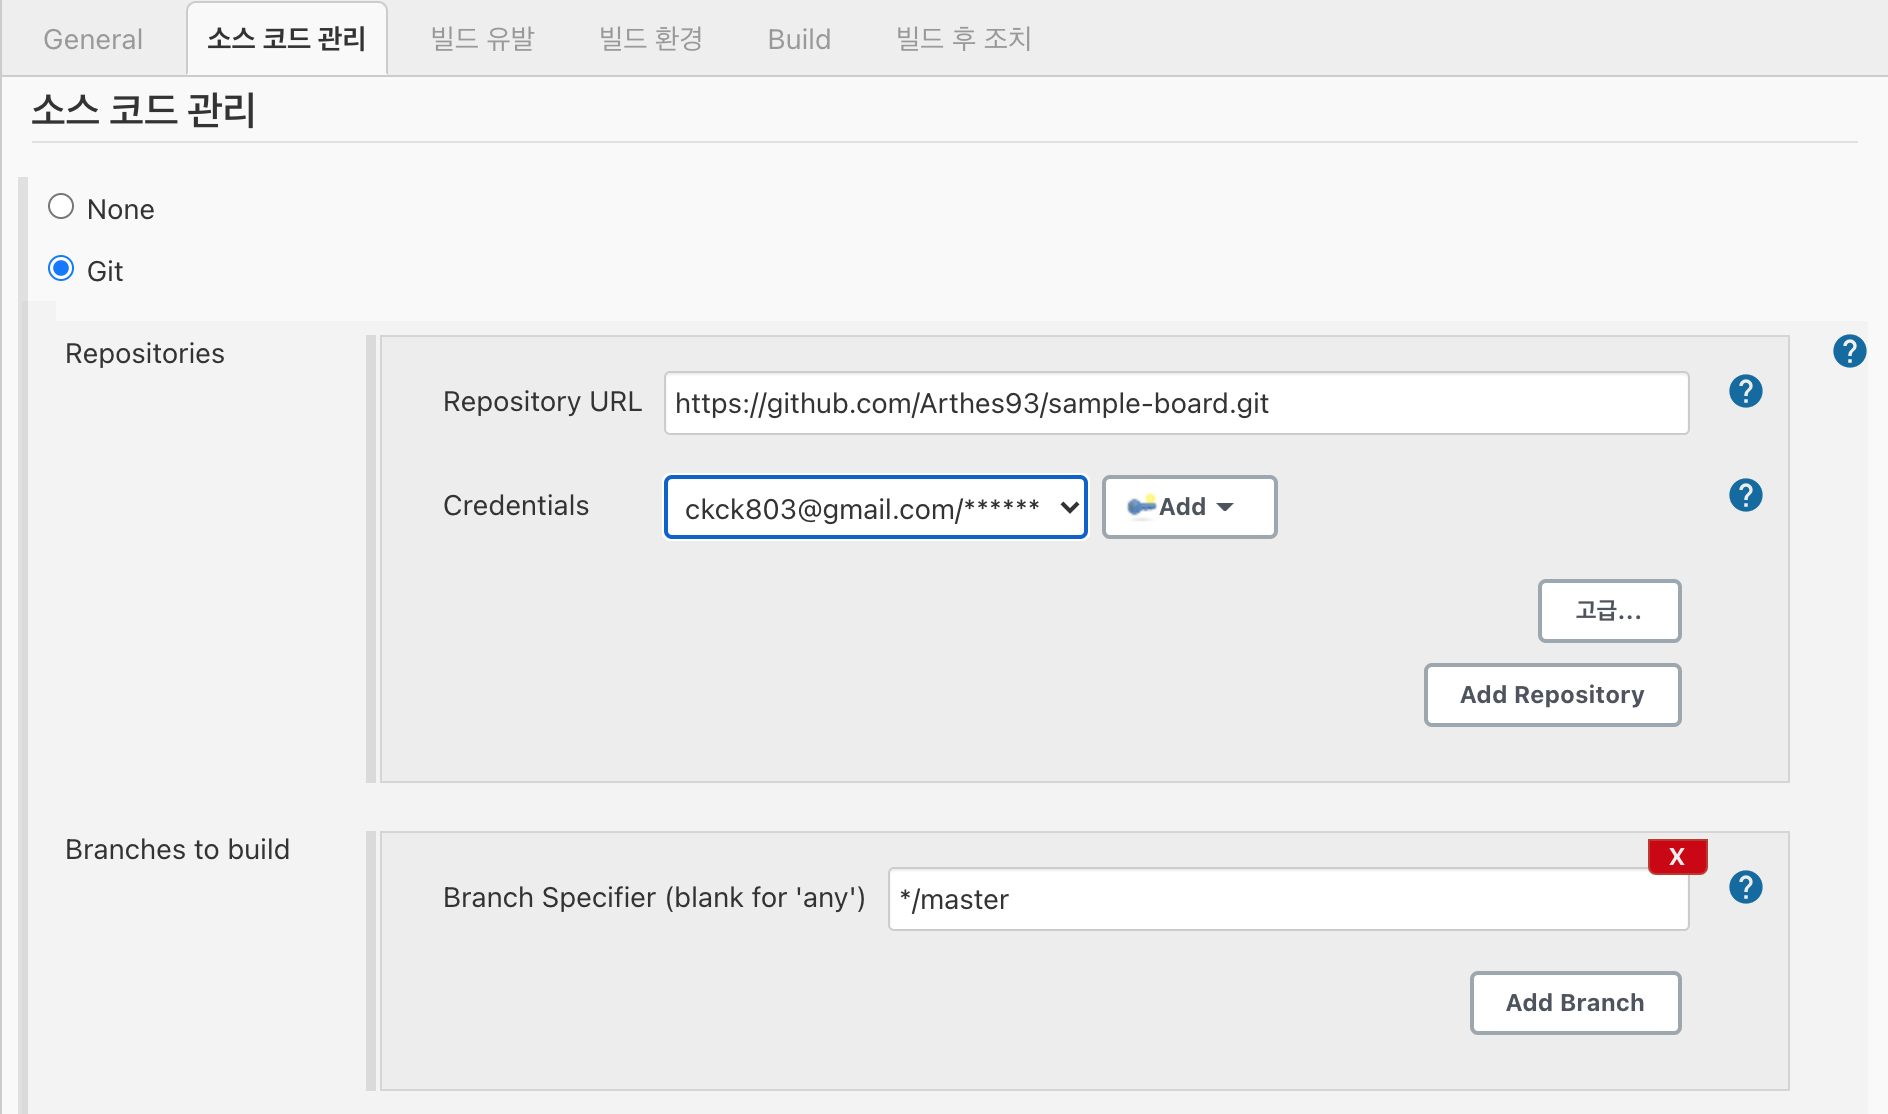 General 소스 코드 관리 빌드 유발 빌드 환경 Build 빌드 후 조치
소스 코드 관리
None
Git
Repositories
?
Repository URL https://github.com/Arthes93/sample-board.git ?
Credentials ckck803@gmail.com/****** Add ?
고급...
Add Repository
Branches to build
X
Branch Specifier (blank for 'any') */master ?
Add Branch